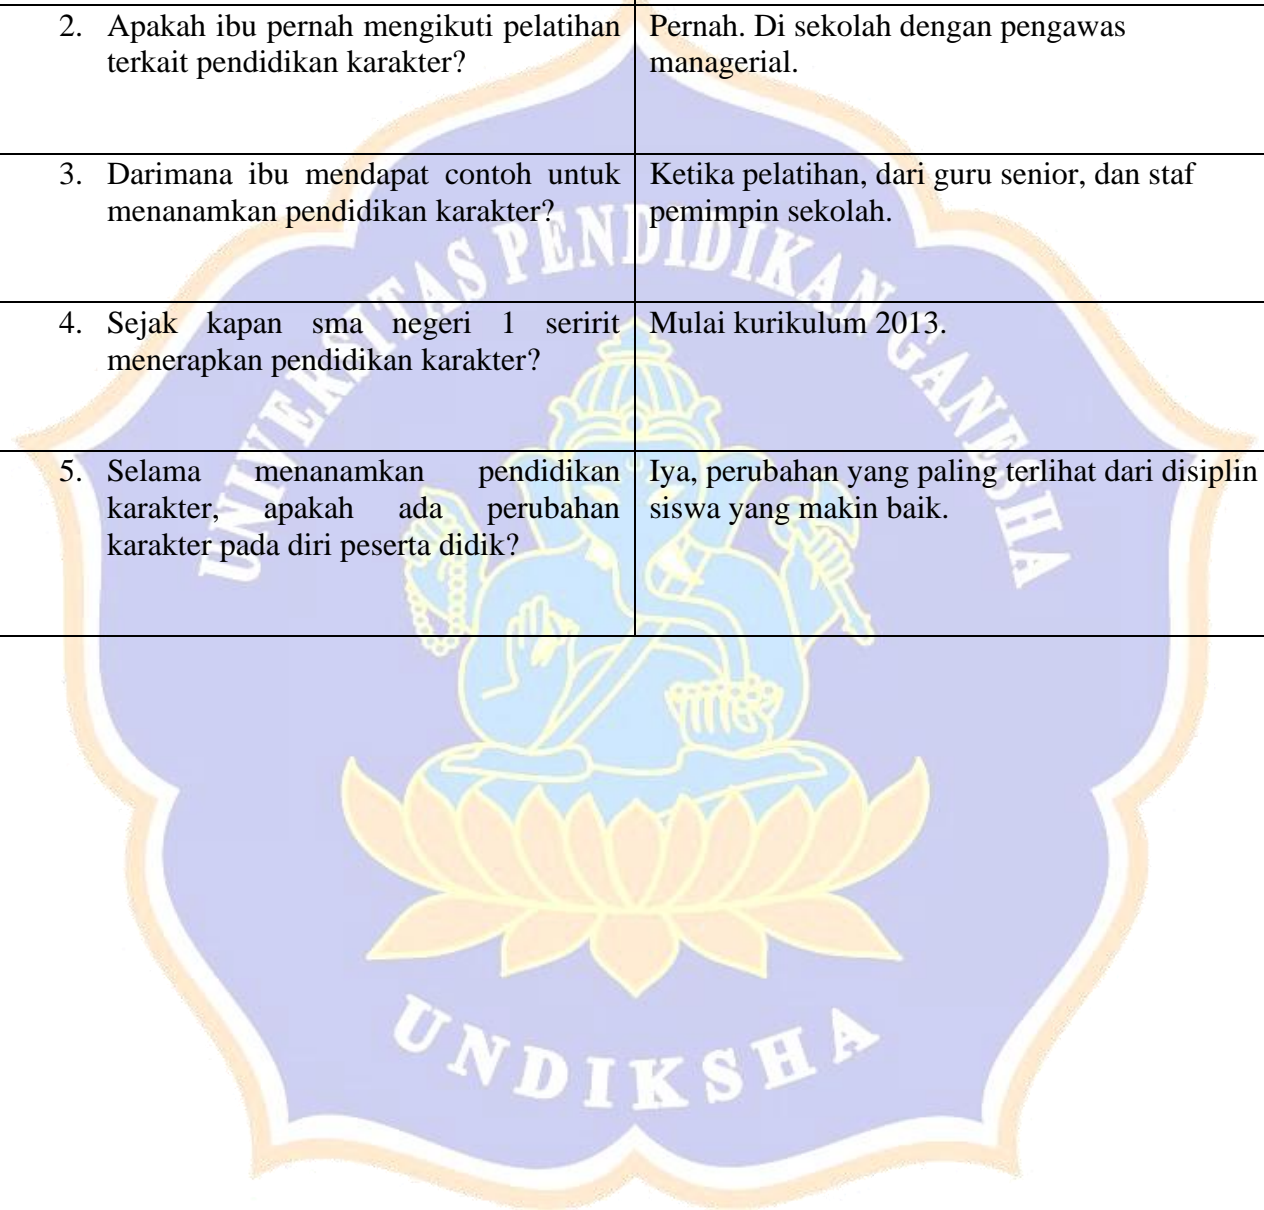 2. Apakah ibu pernah mengikuti pelatihan
terkait pendidikan karakter?
Pernah. Di sekolah dengan pengawas
managerial.
3. Darimana ibu mendapat contoh untuk
menanamkan pendidikan karakter?
Ketika pelatihan, dari guru senior, dan staf
pemimpin sekolah.
4. Sejak kapan sma negeri 1 seririt
menerapkan pendidikan karakter?
Mulai kurikulum 2013.
5. Selama menanamkan pendidikan
karakter, apakah ada perubahan
karakter pada diri peserta didik?
Iya, perubahan yang paling terlihat dari disiplin
siswa yang makin baik.
UNIVERSITAS PENDIDIKAN GANESHA
UNDIKSHA